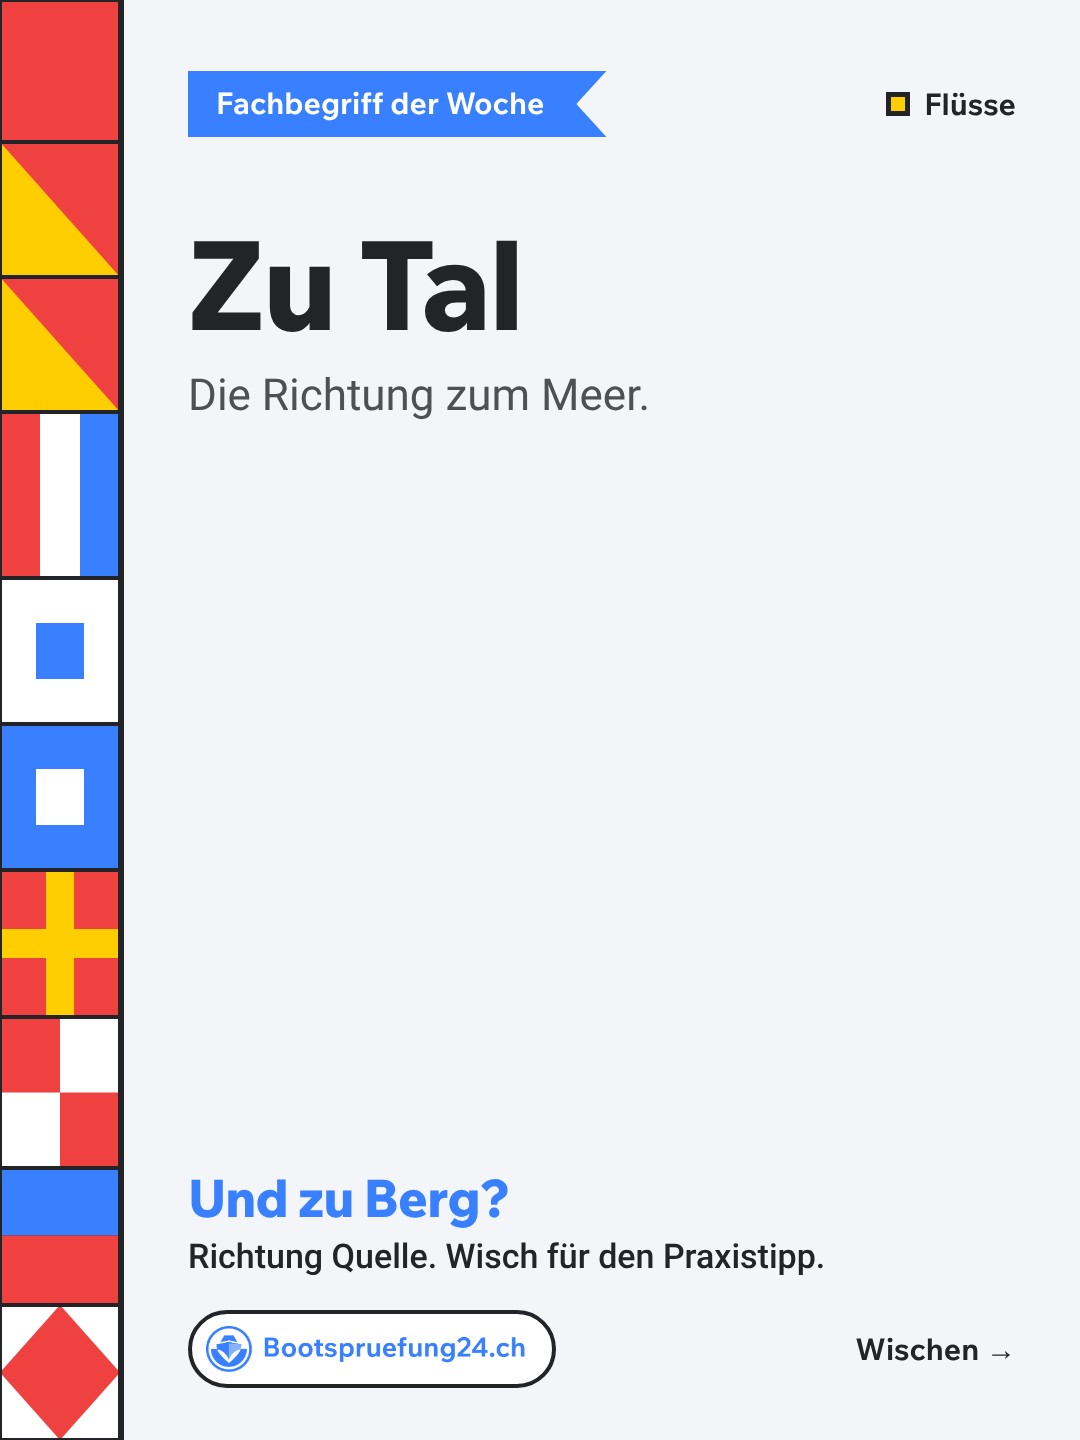 Fachbegriff der Woche
Flüsse
Zu Tal
Die Richtung zum Meer.
Und zu Berg?
Richtung Quelle. Wisch für den Praxistipp.
Bootspruefung24.ch
Wischen →